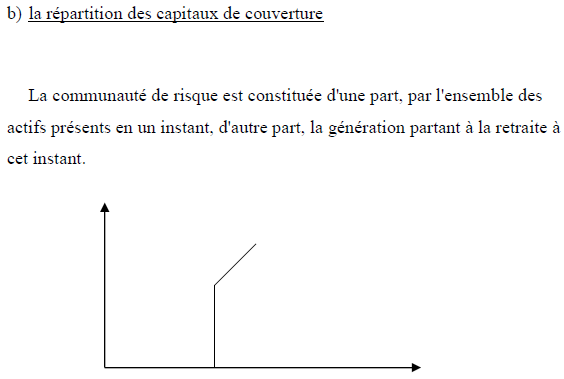 b) la répartition des capitaux de couverture
La communauté de risque est constituée d'une part, par l'ensemble des
actifs présents en un instant, d'autre part, la génération partant à la retraite à
cet instant.